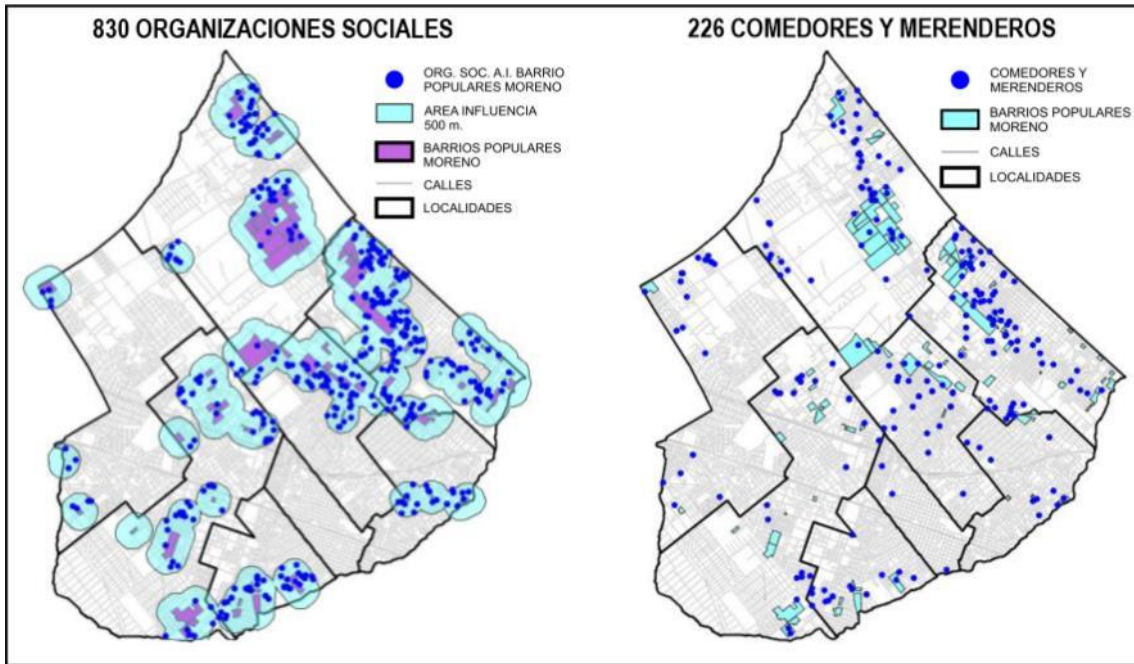 830 ORGANIZACIONES SOCIALES
ORG. SOC. A.I. BARRIO
POPULARES MORENO
AREA INFLUENCIA
500 m.
BARRIOS POPULARES
MORENO
CALLES
LOCALIDADES
226 COMEDORES Y MERENDEROS
COMEDORES Y
MERENDEROS
BARRIOS POPULARES
MORENO
CALLES
LOCALIDADES